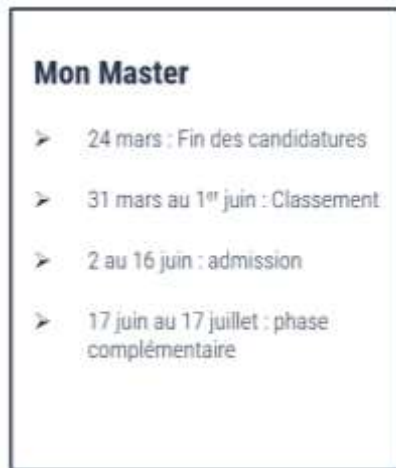 Mon Master
➢ 24 mars : Fin des candidatures
➢ 31 mars au 1er juin : Classement
➢ 2 au 16 juin : admission
➢ 17 juin au 17 juillet : phase
complémentaire